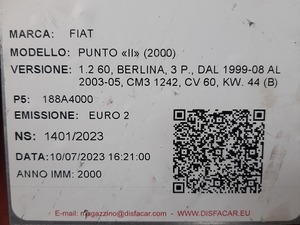 MARCA: FIAT
MODELLO: PUNTO «II» (2000)
VERSIONE: 1.2 60, BERLINA, 3 P., DAL 1999-08 AL
2003-05, CM3 1242, CV 60, KW. 44 (B)
P5: 188A4000
EMISSIONE: EURO 2
NS: 1401/2023
DATA: 10/07/2023 16:21:00
ANNO IMM: 2000
E-mail: magazzino@disfacar.eu - WWW.DISFACAR.EU